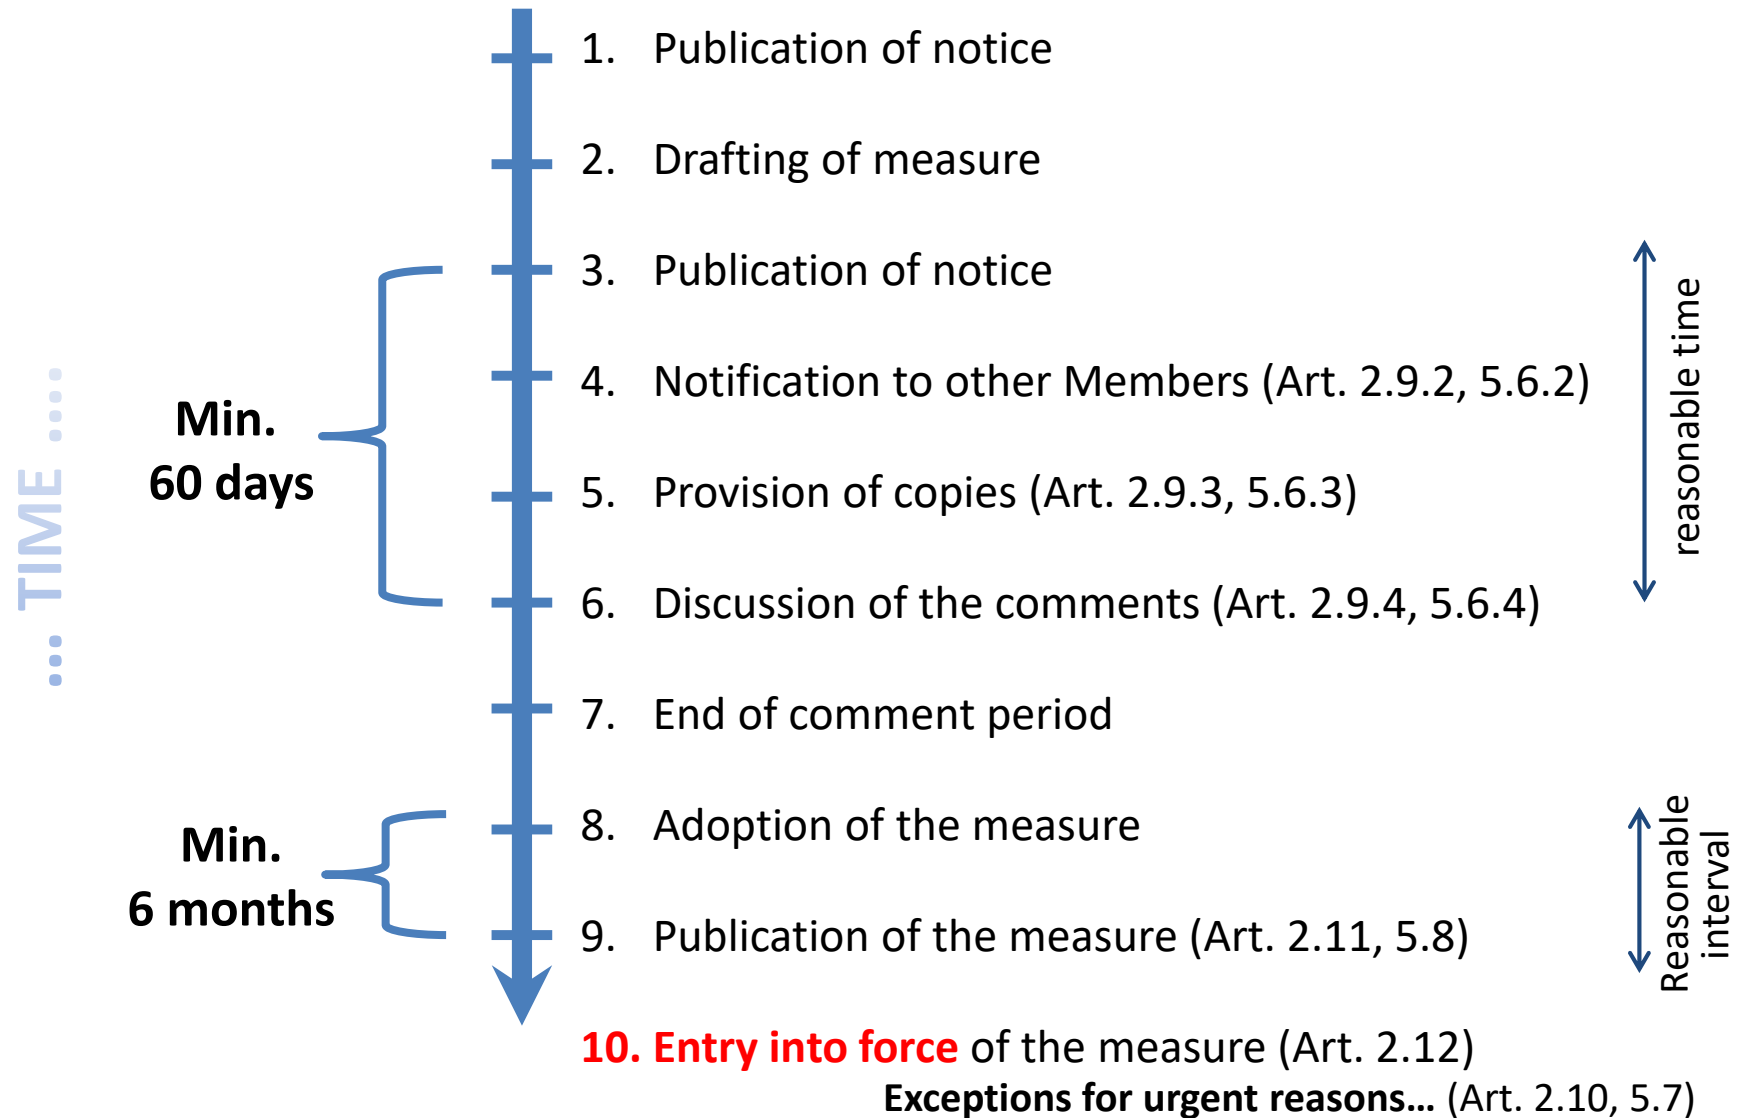 1. Publication of notice
2. Drafting of measure
3. Publication of notice
4. Notification to other Members (Art. 2.9.2, 5.6.2)
5. Provision of copies (Art. 2.9.3, 5.6.3)
6. Discussion of the comments (Art. 2.9.4, 5.6.4)
7. End of comment period
8. Adoption of the measure
9. Publication of the measure (Art. 2.11, 5.8)
10. Entry into force of the measure (Art. 2.12)
Exceptions for urgent reasons... (Art. 2.10, 5.7)
... TIME ....
Min.
60 days
Min.
6 months
reasonable time
Reasonable
interval